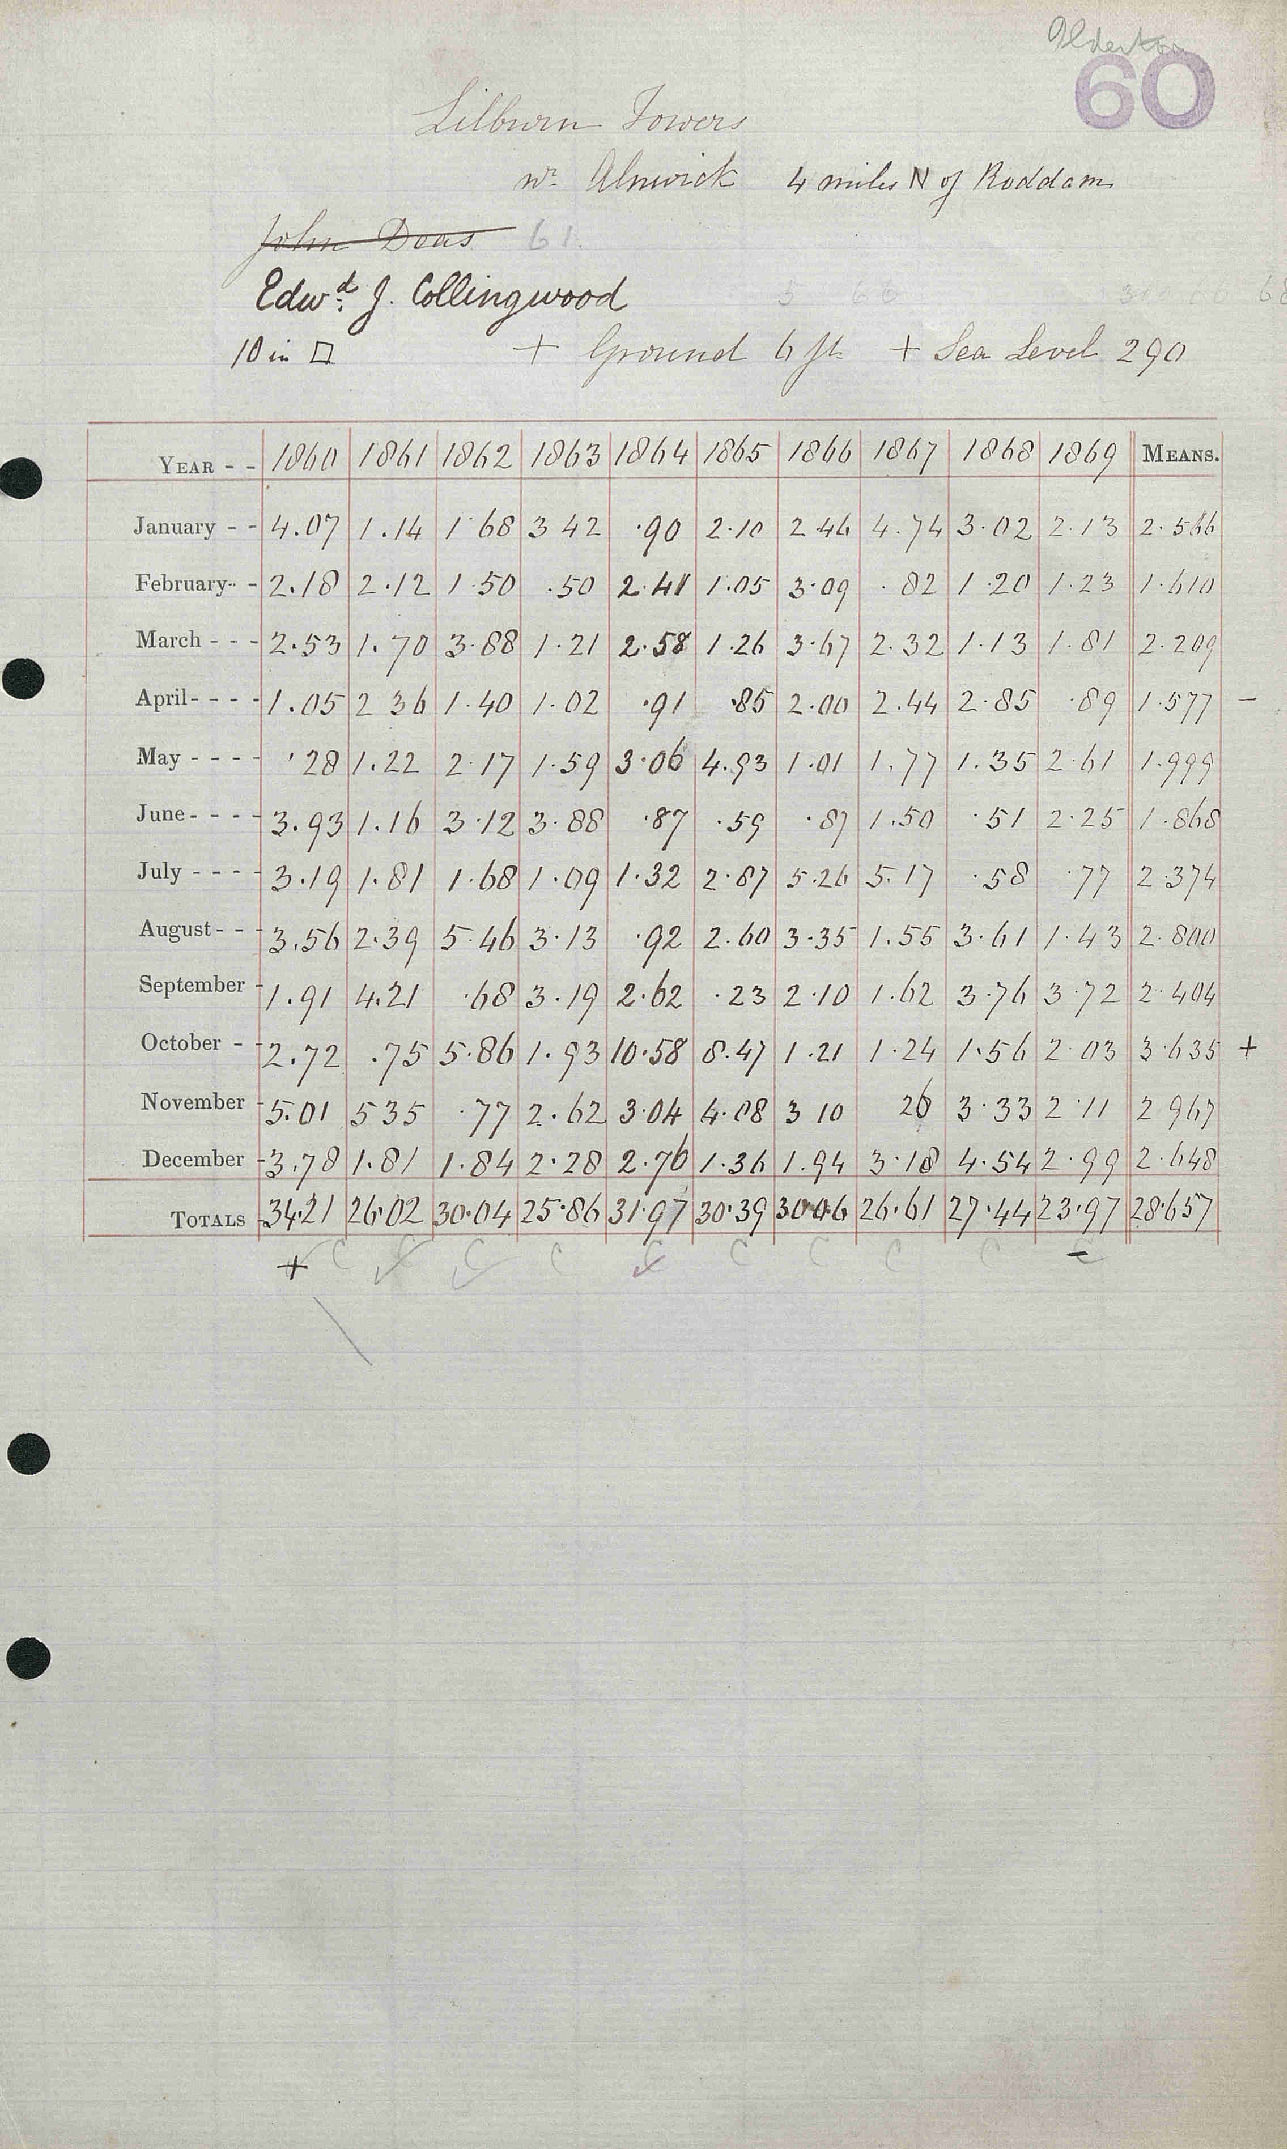 60
Lilburn Towers
nr. Alnwick 4 miles N of Roddam
John Deas 61
Edwd. J. Collingwood
10 in □ + Ground 6 ft + Sea Level 290
YEAR - - 1860 1861 1862 1863 1864 1865 1866 1867 1868 1869 MEANS.
January - - 4.07 1.14 1.68 3.42 .90 2.10 2.46 4.74 3.02 2.13 2.566
February - - 2.18 2.12 1.50 .50 2.41 1.05 3.09 .82 1.20 1.23 1.610
March - - - 2.53 1.70 3.88 1.21 2.58 1.26 3.67 2.32 1.13 1.81 2.209
April - - - - 1.05 2.36 1.40 1.02 .91 .85 2.00 2.44 2.85 .89 1.577 -
May - - - - .28 1.22 2.17 1.59 3.06 4.93 1.01 1.77 1.35 2.61 1.999
June - - - - 3.93 1.16 3.12 3.88 .87 .59 .87 1.50 .51 2.25 1.868
July - - - - 3.19 1.81 1.68 1.09 1.32 2.87 5.26 5.17 .58 .77 2.374
August - - - 3.56 2.39 5.46 3.13 .92 2.60 3.35 1.55 3.61 1.43 2.800
September - 1.91 4.21 .68 3.19 2.62 .23 2.10 1.62 3.76 3.72 2.404
October - - 2.72 .75 5.86 1.93 10.58 8.47 1.21 1.24 1.56 2.03 3.635 +
November - 5.01 5.35 .77 2.62 3.04 4.08 3.10 26 3.33 2.11 2.967
December - 3.78 1.81 1.84 2.28 2.76 1.36 1.94 3.18 4.54 2.99 2.648
TOTALS 34.21 26.02 30.04 25.86 31.97 30.39 30.06 26.61 27.44 23.97 28.657
+ -